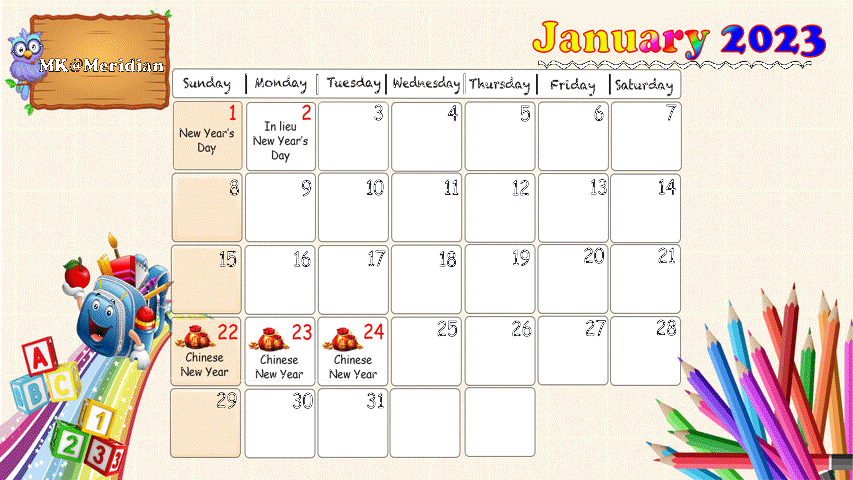 MK@Meridian
January 2023
Sunday Monday Tuesday Wednesday Thursday Friday Saturday
1 2 3 4 5 6 7
New Year's
Day
In lieu
New Year's
Day
8 9 10 11 12 13 14
15 16 17 18 19 20 21
22 23 24 25 26 27 28
Chinese
New Year
Chinese
New Year
Chinese
New Year
29 30 31
A
B C
1
2 3 3